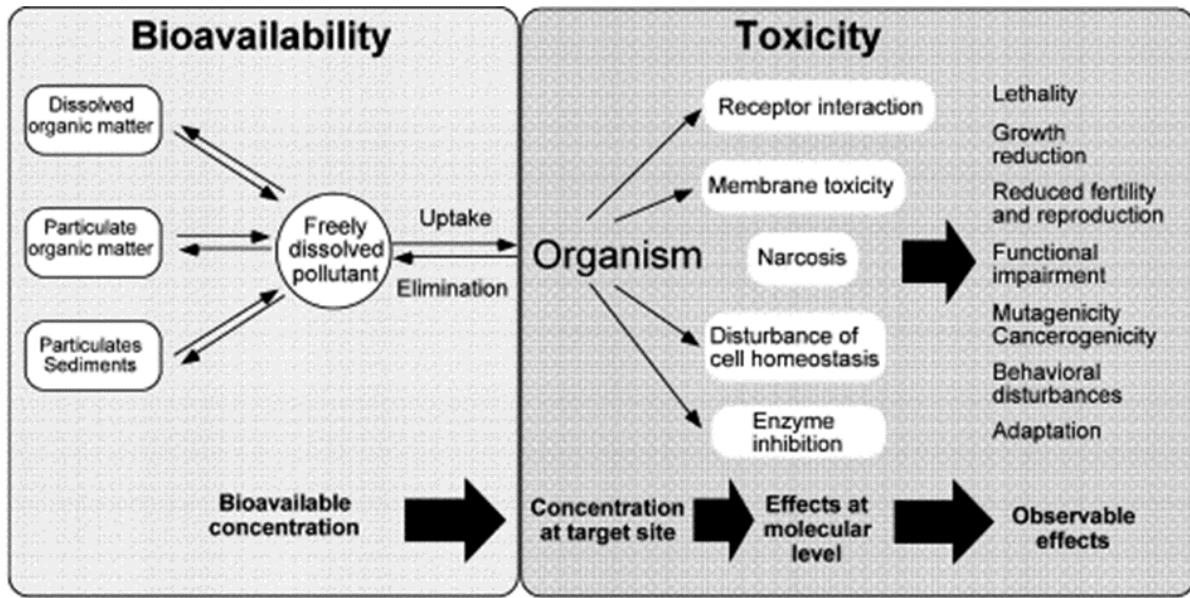 Bioavailability
Dissolved
organic matter
Particulate
organic matter
Particulates
Sediments
Freely
dissolved
pollutant
Uptake
Elimination
Bioavailable
concentration
Toxicity
Organism
Receptor interaction
Membrane toxicity
Narcosis
Disturbance of
cell homeostasis
Enzyme
inhibition
Lethality
Growth
reduction
Reduced fertility
and reproduction
Functional
impairment
Mutagenicity
Cancerogenicity
Behavioral
disturbances
Adaptation
Concentration
at target site
Effects at
molecular
level
Observable
effects